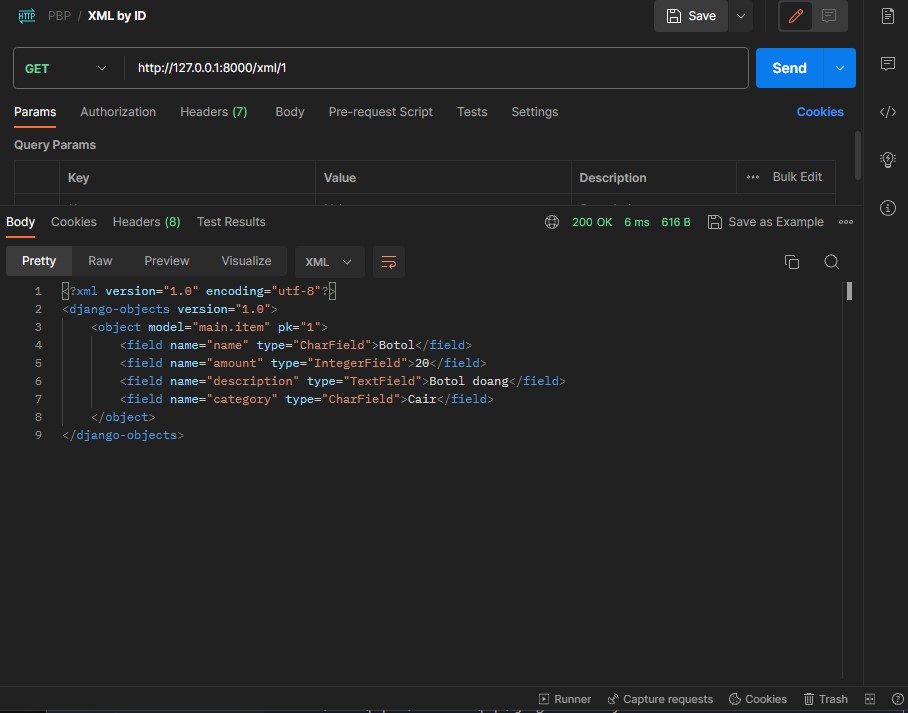 HTTP PBP / XML by ID Save
GET http://127.0.0.1:8000/xml/1 Send
Params Authorization Headers (7) Body Pre-request Script Tests Settings Cookies
Query Params
Key Value Description ••• Bulk Edit
Body Cookies Headers (8) Test Results 200 OK 6 ms 616 B Save as Example •••
Pretty Raw Preview Visualize XML
1 <?xml version="1.0" encoding="utf-8"?>
2 <django-objects version="1.0">
3 <object model="main.item" pk="1">
4 <field name="name" type="CharField">Botol</field>
5 <field name="amount" type="IntegerField">20</field>
6 <field name="description" type="TextField">Botol doang</field>
7 <field name="category" type="CharField">Cair</field>
8 </object>
9 </django-objects>
Runner Capture requests Cookies Trash